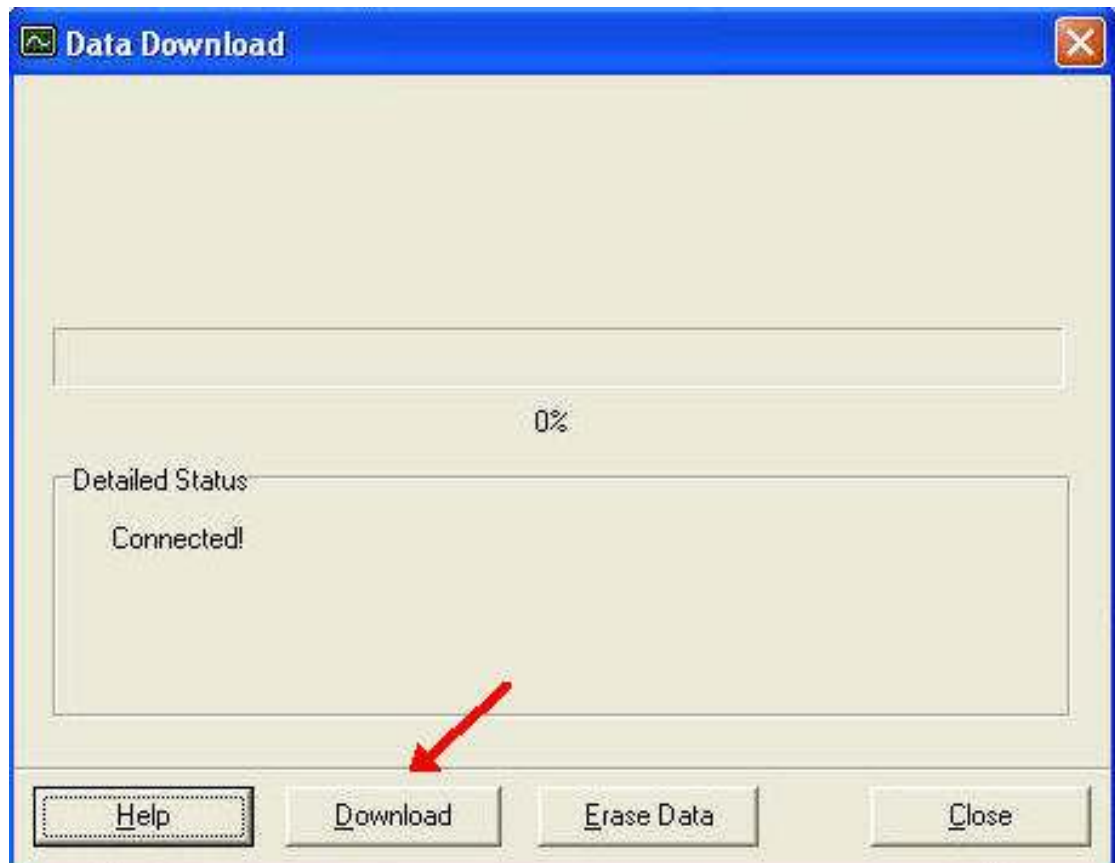 Data Download
0%
Detailed Status
Connected!
Help Download Erase Data Close